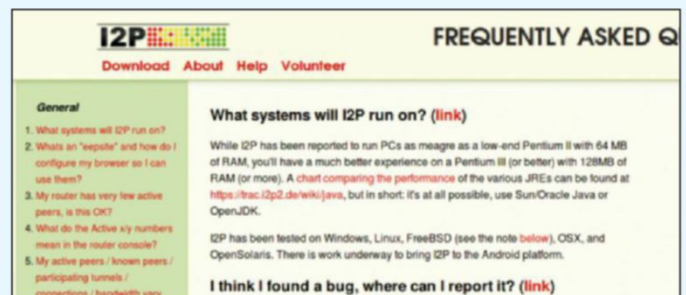 I2P
FREQUENTLY ASKED Q
Download About Help Volunteer
General
1. What systems will I2P run on?
2. Whats an "eepsite" and how do I
configure my browser so I can
use them?
3. My router has very few active
peers, is this OK?
4. What do the Active x/y numbers
mean in the router console?
5. My active peers / known peers /
participating tunnels /
connections / bandwidth vary
What systems will I2P run on? (link)
While I2P has been reported to run PCs as meagre as a low-end Pentium II with 64 MB
of RAM, you'll have a much better experience on a Pentium III (or better) with 128MB of
RAM (or more). A chart comparing the performance of the various JREs can be found at
https://trac.i2p2.de/wiki/java, but in short: it's at all possible, use Sun/Oracle Java or
OpenJDK.
I2P has been tested on Windows, Linux, FreeBSD (see the note below), OSX, and
OpenSolaris. There is work underway to bring I2P to the Android platform.
I think I found a bug, where can I report it? (link)